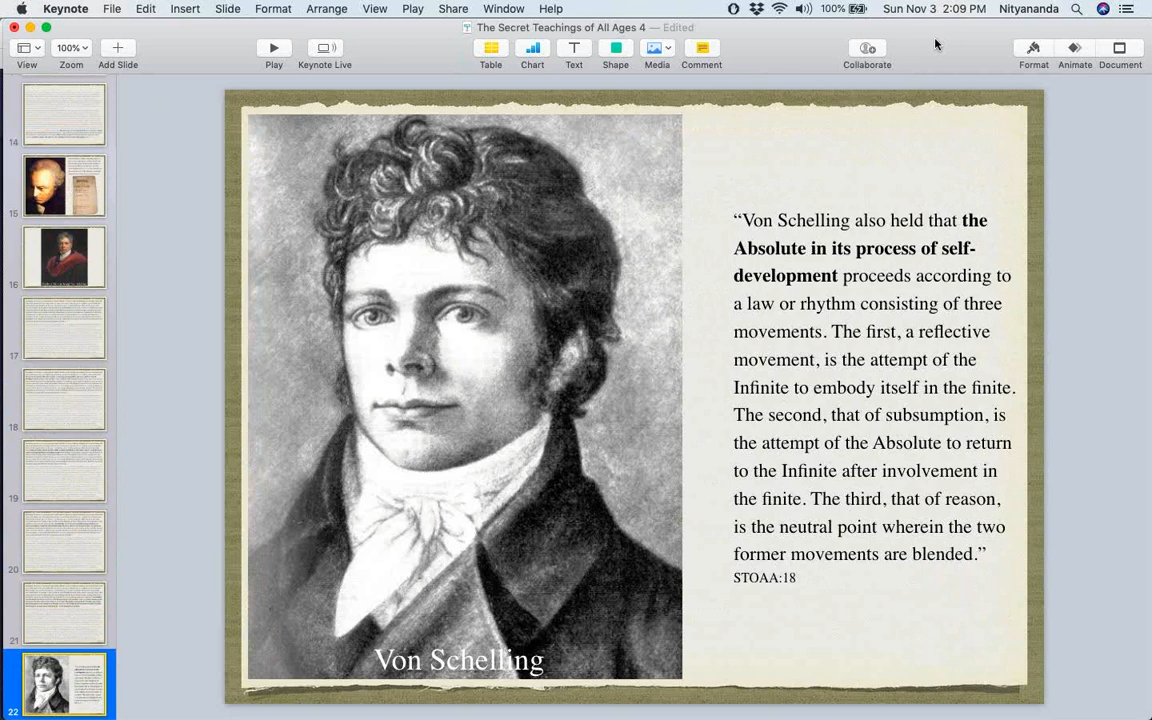 Keynote File Edit Insert Slide Format Arrange View Play Share Window Help 100% Sun Nov 3 2:09 PM Nityananda
The Secret Teachings of All Ages 4 — Edited
100%
View Zoom Add Slide Play Keynote Live Table Chart Text Shape Media Comment Collaborate Format Animate Document
14
15
16
17
18
19
20
21
22
“Von Schelling also held that the
Absolute in its process of self-
development proceeds according to
a law or rhythm consisting of three
movements. The first, a reflective
movement, is the attempt of the
Infinite to embody itself in the finite.
The second, that of subsumption, is
the attempt of the Absolute to return
to the Infinite after involvement in
the finite. The third, that of reason,
is the neutral point wherein the two
former movements are blended.”
STOAA:18
Von Schelling